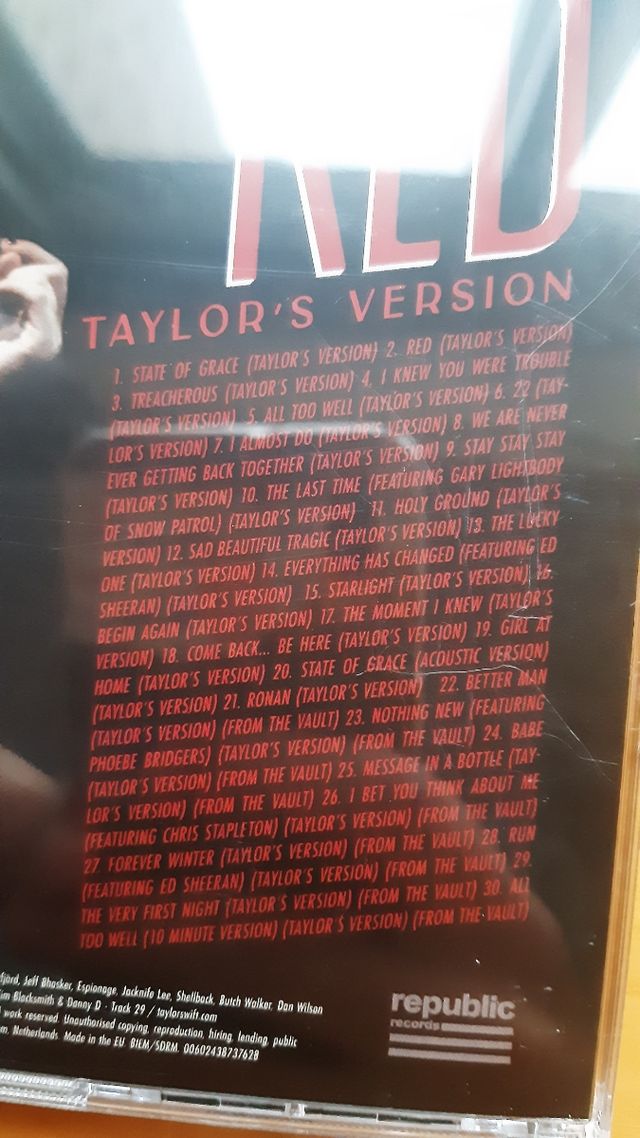 RED
TAYLOR'S VERSION
1. STATE OF GRACE (TAYLOR'S VERSION) 2. RED (TAYLOR'S VERSION)
3. TREACHEROUS (TAYLOR'S VERSION) 4. I KNEW YOU WERE TROUBLE
(TAYLOR'S VERSION) 5. ALL TOO WELL (TAYLOR'S VERSION) 6. 22 (TAY-
LOR'S VERSION) 7. I ALMOST DO (TAYLOR'S VERSION) 8. WE ARE NEVER
EVER GETTING BACK TOGETHER (TAYLOR'S VERSION) 9. STAY STAY STAY
(TAYLOR'S VERSION) 10. THE LAST TIME (FEATURING GARY LIGHTBODY
OF SNOW PATROL) (TAYLOR'S VERSION) 11. HOLY GROUND (TAYLOR'S
VERSION) 12. SAD BEAUTIFUL TRAGIC (TAYLOR'S VERSION) 13. THE LUCKY
ONE (TAYLOR'S VERSION) 14. EVERYTHING HAS CHANGED (FEATURING ED
SHEERAN) (TAYLOR'S VERSION) 15. STARLIGHT (TAYLOR'S VERSION) 16.
BEGIN AGAIN (TAYLOR'S VERSION) 17. THE MOMENT I KNEW (TAYLOR'S
VERSION) 18. COME BACK... BE HERE (TAYLOR'S VERSION) 19. GIRL AT
HOME (TAYLOR'S VERSION) 20. STATE OF GRACE (ACOUSTIC VERSION)
(TAYLOR'S VERSION) 21. RONAN (TAYLOR'S VERSION) 22. BETTER MAN
(TAYLOR'S VERSION) (FROM THE VAULT) 23. NOTHING NEW (FEATURING
PHOEBE BRIDGERS) (TAYLOR'S VERSION) (FROM THE VAULT) 24. BABE
(TAYLOR'S VERSION) (FROM THE VAULT) 25. MESSAGE IN A BOTTLE (TAY-
LOR'S VERSION) (FROM THE VAULT) 26. I BET YOU THINK ABOUT ME
(FEATURING CHRIS STAPLETON) (TAYLOR'S VERSION) (FROM THE VAULT)
27. FOREVER WINTER (TAYLOR'S VERSION) (FROM THE VAULT) 28. RUN
(FEATURING ED SHEERAN) (TAYLOR'S VERSION) (FROM THE VAULT) 29.
THE VERY FIRST NIGHT (TAYLOR'S VERSION) (FROM THE VAULT) 30. ALL
TOO WELL (10 MINUTE VERSION) (TAYLOR'S VERSION) (FROM THE VAULT)
Jeff Bhasker, Espionage, Jacknife Lee, Shellback, Butch Walker, Dan Wilson
Blacksmith & Danny D · Track 29 / taylorswift.com
work reserved. Unauthorised copying, reproduction, hiring, lending, public
Netherlands. Made in the EU. BIEM/SDRM. 00602438737628
republic
records